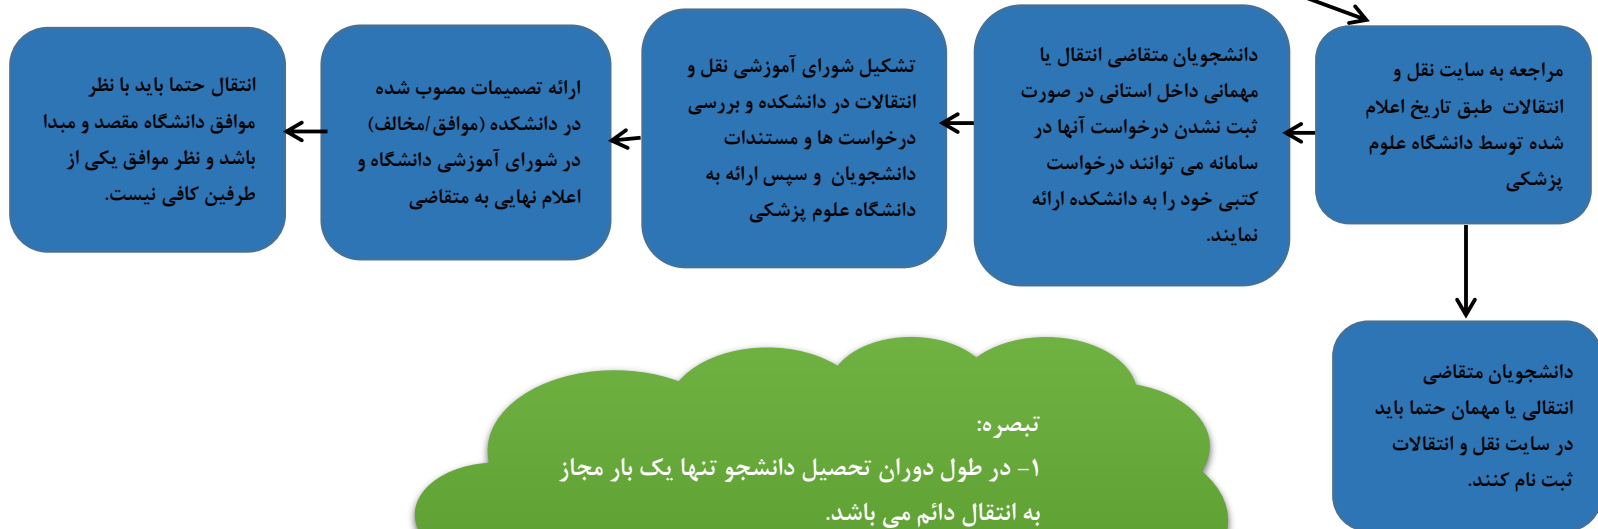 مراجعه به سایت نقل و
انتقالات طبق تاریخ اعلام
شده توسط دانشگاه علوم
پزشکی
دانشجویان متقاضی انتقال یا
مهمانی داخل استانی در صورت
ثبت نشدن درخواست آنها در
سامانه می توانند درخواست
کتبی خود را به دانشکده ارائه
نمایند.
تشکیل شورای آموزشی نقل و
انتقالات در دانشکده و بررسی
درخواست ها و مستندات
دانشجویان و سپس ارائه به
دانشگاه علوم پزشکی
ارائه تصمیمات مصوب شده
در دانشکده (موافق/مخالف)
در شورای آموزشی دانشگاه و
اعلام نهایی به متقاضی
انتقال حتما باید با نظر
موافق دانشگاه مقصد و مبدا
باشد و نظر موافق یکی از
طرفین کافی نیست.
دانشجویان متقاضی
انتقالی یا مهمان حتما باید
در سایت نقل و انتقالات
ثبت نام کنند.
تبصره:
۱- در طول دوران تحصیل دانشجو تنها یک بار مجاز
به انتقال دائم می باشد.